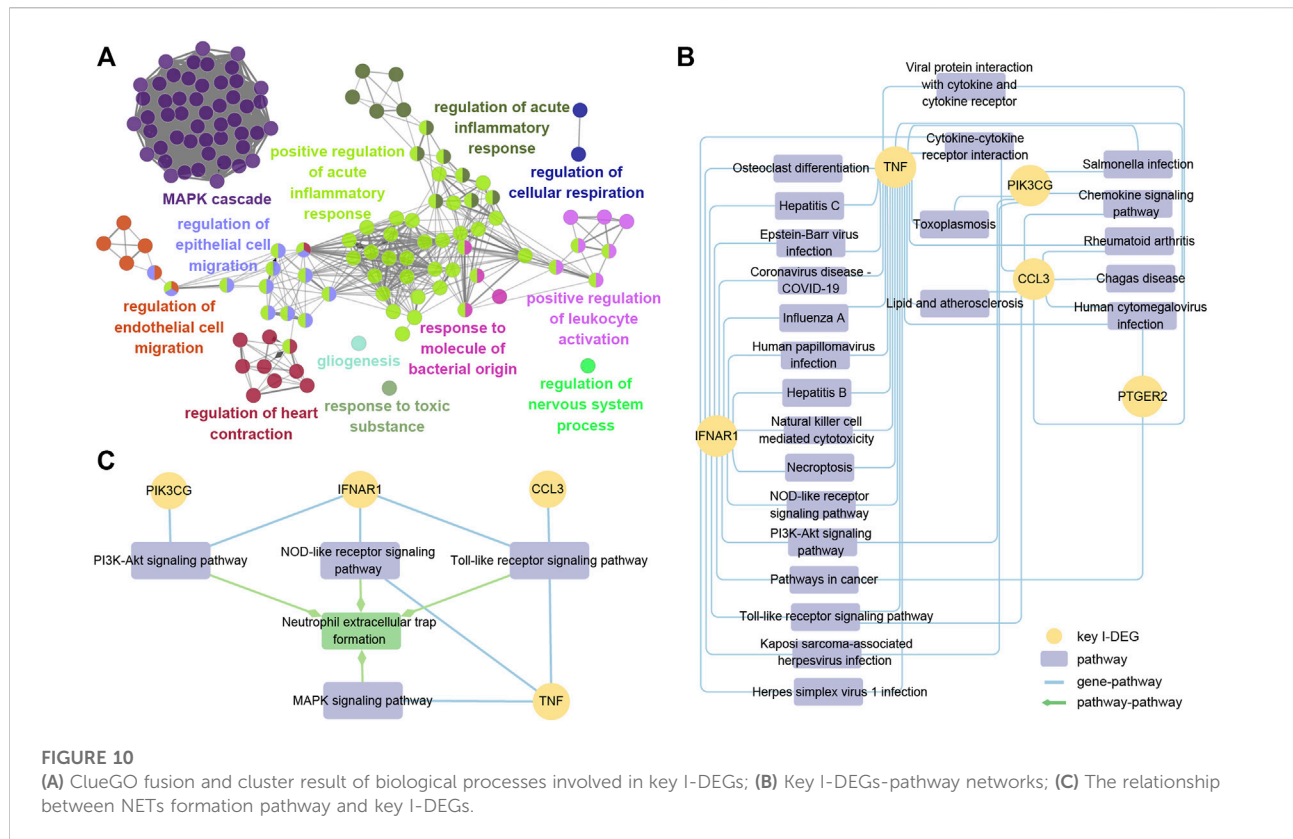 A
MAPK cascade
regulation of acute
inflammatory
response
positive regulation
of acute
inflammatory
response
regulation of
cellular respiration
regulation of
epithelial cell
migration
regulation of
endothelial cell
migration
positive regulation
of leukocyte
activation
response to
molecule of
bacterial origin
gliogenesis
regulation of heart
contraction
response to toxic
substance
regulation of
nervous system
process
B
Viral protein interaction
with cytokine and
cytokine receptor
Cytokine-cytokine
receptor interaction
TNF
Osteoclast differentiation
Salmonella infection
PIK3CG
Hepatitis C
Chemokine signaling
pathway
Toxoplasmosis
Epstein-Barr virus
infection
Rheumatoid arthritis
Coronavirus disease -
COVID-19
CCL3
Chagas disease
Lipid and atherosclerosis
Human cytomegalovirus
infection
Influenza A
Human papillomavirus
infection
Hepatitis B
PTGER2
IFNAR1
Natural killer cell
mediated cytotoxicity
Necroptosis
NOD-like receptor
signaling pathway
PI3K-Akt signaling
pathway
Pathways in cancer
Toll-like receptor signaling pathway
Kaposi sarcoma-associated
herpesvirus infection
Herpes simplex virus 1 infection
key I-DEG
pathway
gene-pathway
pathway-pathway
C
PIK3CG
IFNAR1
CCL3
PI3K-Akt signaling pathway
NOD-like receptor signaling
pathway
Toll-like receptor signaling pathway
Neutrophil extracellular trap
formation
MAPK signaling pathway
TNF
FIGURE 10
(A) ClueGO fusion and cluster result of biological processes involved in key I-DEGs; (B) Key I-DEGs-pathway networks; (C) The relationship
between NETs formation pathway and key I-DEGs.